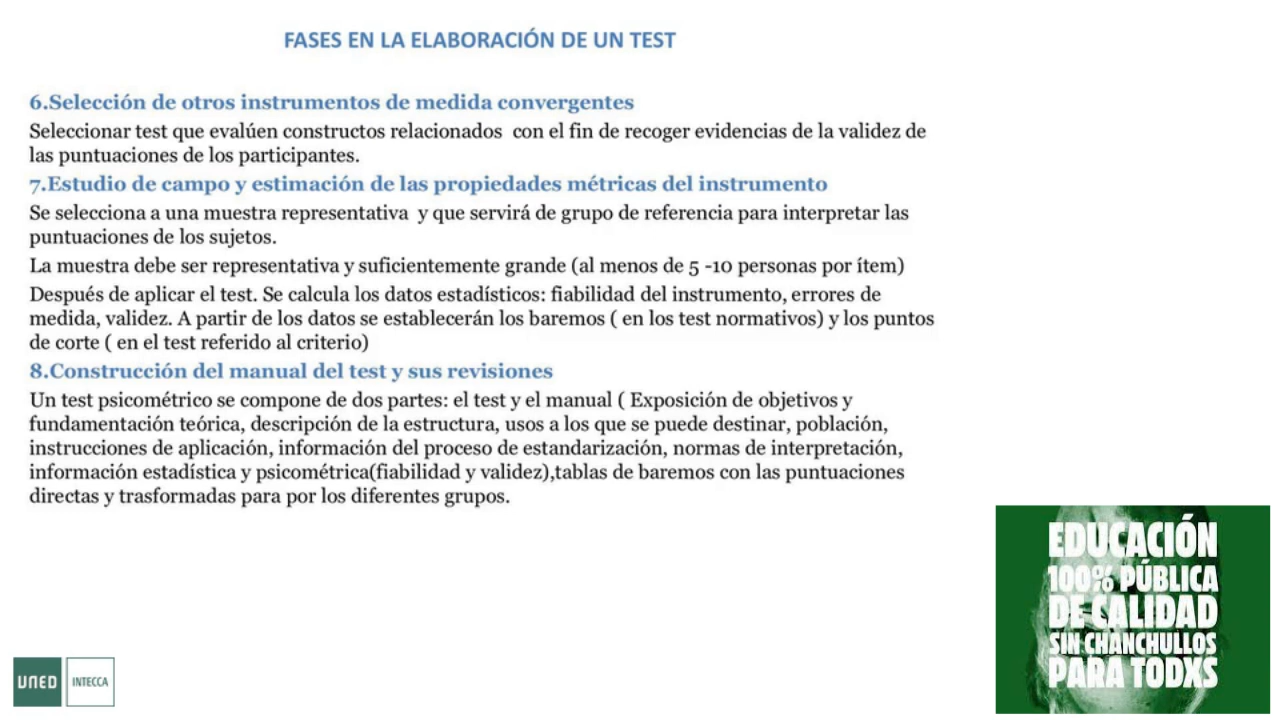 FASES EN LA ELABORACIÓN DE UN TEST
6.Selección de otros instrumentos de medida convergentes
Seleccionar test que evalúen constructos relacionados con el fin de recoger evidencias de la validez de
las puntuaciones de los participantes.
7.Estudio de campo y estimación de las propiedades métricas del instrumento
Se selecciona a una muestra representativa y que servirá de grupo de referencia para interpretar las
puntuaciones de los sujetos.
La muestra debe ser representativa y suficientemente grande (al menos de 5 -10 personas por ítem)
Después de aplicar el test. Se calcula los datos estadísticos: fiabilidad del instrumento, errores de
medida, validez. A partir de los datos se establecerán los baremos ( en los test normativos) y los puntos
de corte ( en el test referido al criterio)
8.Construcción del manual del test y sus revisiones
Un test psicométrico se compone de dos partes: el test y el manual ( Exposición de objetivos y
fundamentación teórica, descripción de la estructura, usos a los que se puede destinar, población,
instrucciones de aplicación, información del proceso de estandarización, normas de interpretación,
información estadística y psicométrica(fiabilidad y validez),tablas de baremos con las puntuaciones
directas y trasformadas para por los diferentes grupos.
EDUCACIÓN
100% PÚBLICA
DE CALIDAD
SIN CHANCHULLOS
PARA TODXS
UNED INTECCA